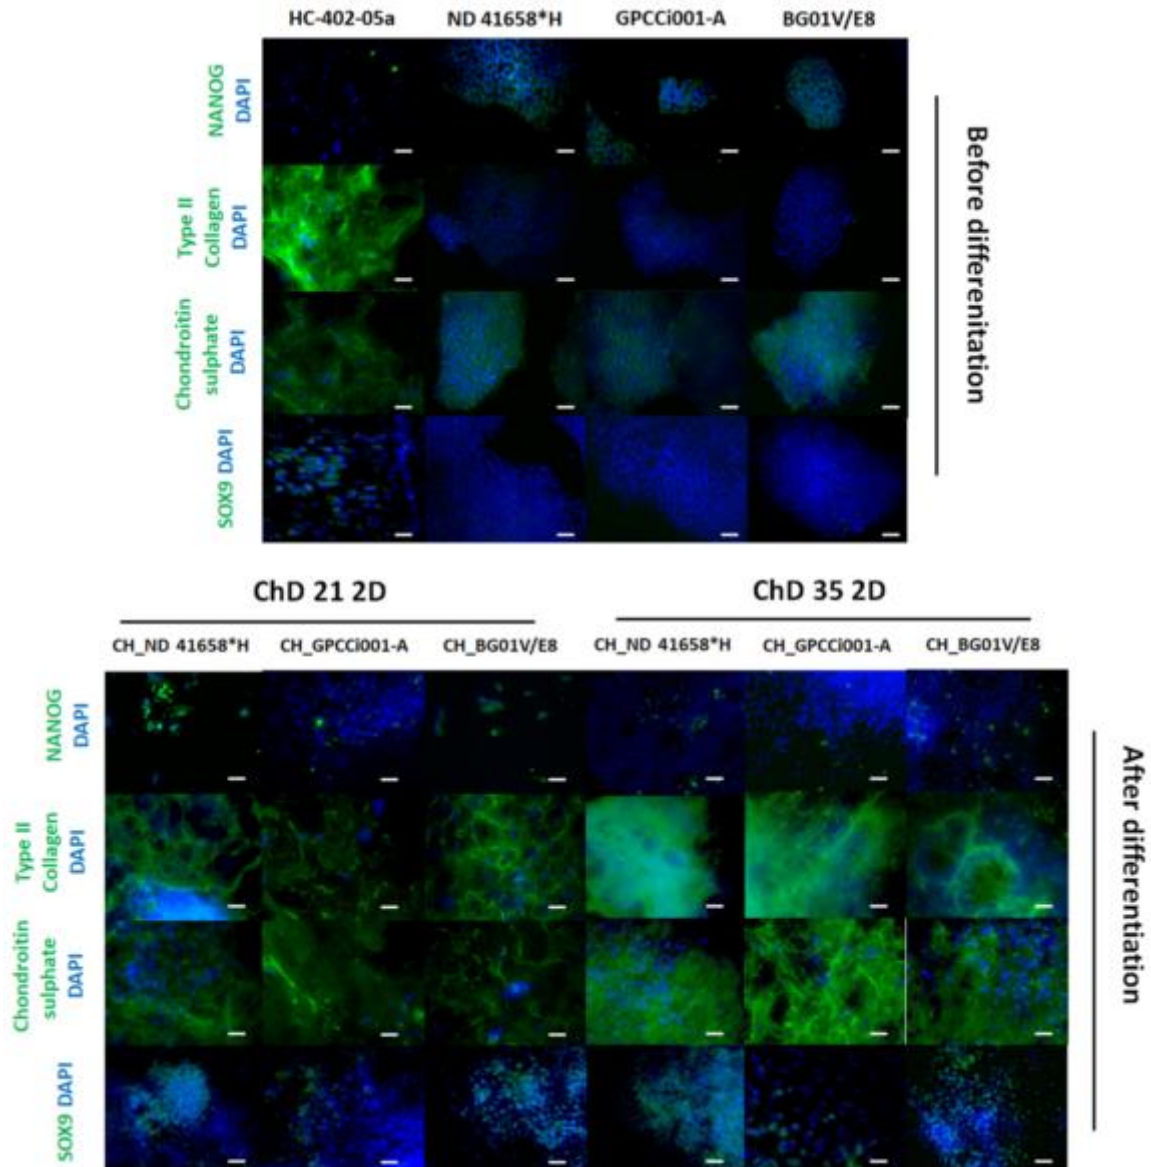 HC-402-05a ND 41658*H GPCCi001-A BG01V/E8
NANOG
DAPI
Type II
Collagen
DAPI
Chondroitin
sulphate
DAPI
SOX9 DAPI
Before differenitation
ChD 21 2D ChD 35 2D
CH_ND 41658*H CH_GPCCi001-A CH_BG01V/E8 CH_ND 41658*H CH_GPCCi001-A CH_BG01V/E8
NANOG
DAPI
Type II
Collagen
DAPI
Chondroitin
sulphate
DAPI
SOX9 DAPI
After differentiation